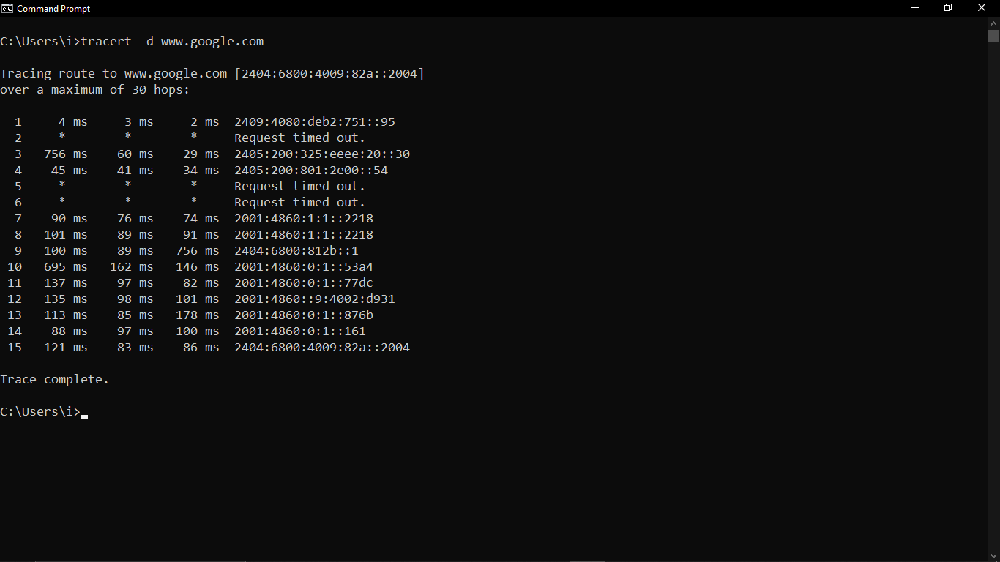 Command Prompt
C:\Users\i>tracert -d www.google.com
Tracing route to www.google.com [2404:6800:4009:82a::2004]
over a maximum of 30 hops:
1 4 ms 3 ms 2 ms 2409:4080:deb2:751::95
2 * * * Request timed out.
3 756 ms 60 ms 29 ms 2405:200:325:eeee:20::30
4 45 ms 41 ms 34 ms 2405:200:801:2e00::54
5 * * * Request timed out.
6 * * * Request timed out.
7 90 ms 76 ms 74 ms 2001:4860:1:1::2218
8 101 ms 89 ms 91 ms 2001:4860:1:1::2218
9 100 ms 89 ms 756 ms 2404:6800:812b::1
10 695 ms 162 ms 146 ms 2001:4860:0:1::53a4
11 137 ms 97 ms 82 ms 2001:4860:0:1::77dc
12 135 ms 98 ms 101 ms 2001:4860::9:4002:d931
13 113 ms 85 ms 178 ms 2001:4860:0:1::876b
14 88 ms 97 ms 100 ms 2001:4860:0:1::161
15 121 ms 83 ms 86 ms 2404:6800:4009:82a::2004
Trace complete.
C:\Users\i>